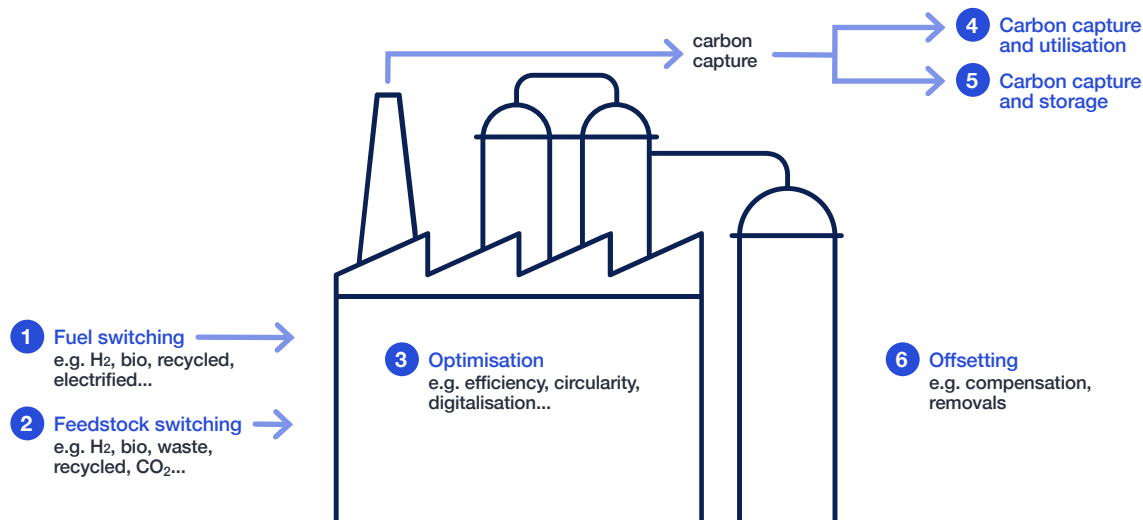 carbon
capture
4 Carbon capture
and utilisation
5 Carbon capture
and storage
1 Fuel switching
e.g. H2, bio, recycled,
electrified...
2 Feedstock switching
e.g. H2, bio, waste,
recycled, CO₂...
3 Optimisation
e.g. efficiency, circularity,
digitalisation...
6 Offsetting
e.g. compensation,
removals